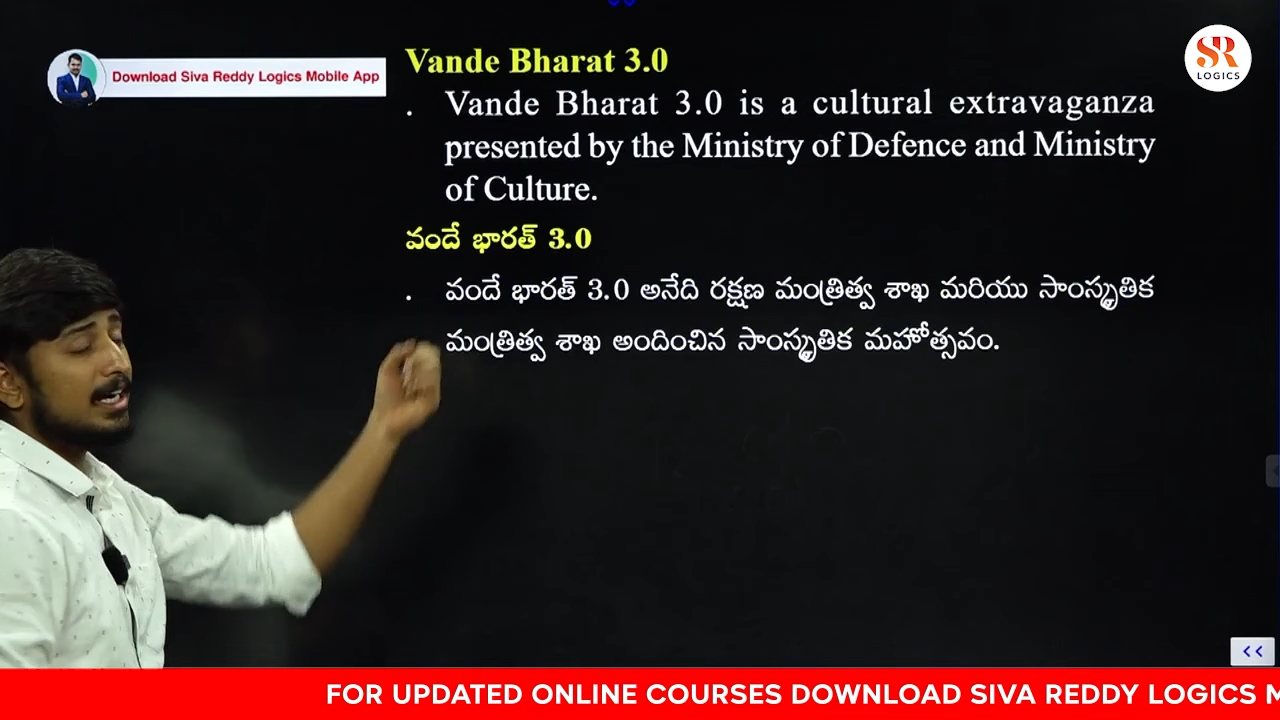 Download Siva Reddy Logics Mobile App
SR
LOGICS
Vande Bharat 3.0
. Vande Bharat 3.0 is a cultural extravaganza
presented by the Ministry of Defence and Ministry
of Culture.
వందే భారత్ 3.0
. వందే భారత్ 3.0 అనేది రక్షణ మంత్రిత్వ శాఖ మరియు సాంస్కృతిక
మంత్రిత్వ శాఖ అందించిన సాంస్కృతిక మహోత్సవం.
FOR UPDATED ONLINE COURSES DOWNLOAD SIVA REDDY LOGICS M